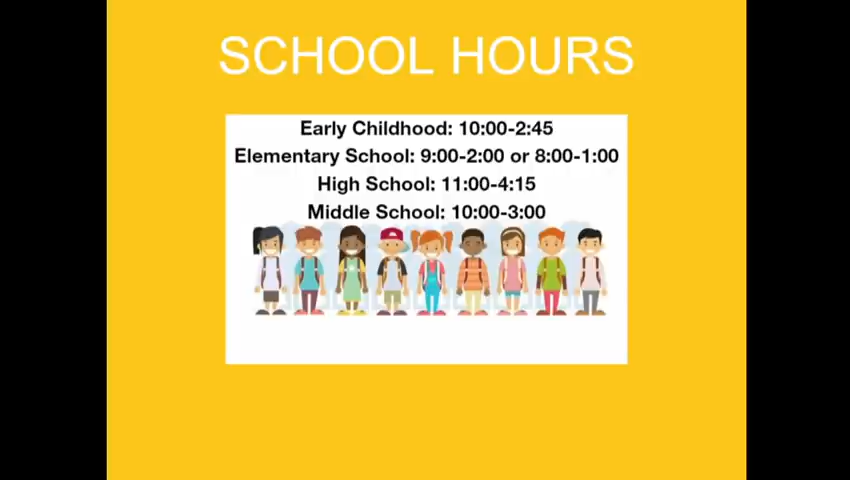 SCHOOL HOURS
Early Childhood: 10:00-2:45
Elementary School: 9:00-2:00 or 8:00-1:00
High School: 11:00-4:15
Middle School: 10:00-3:00